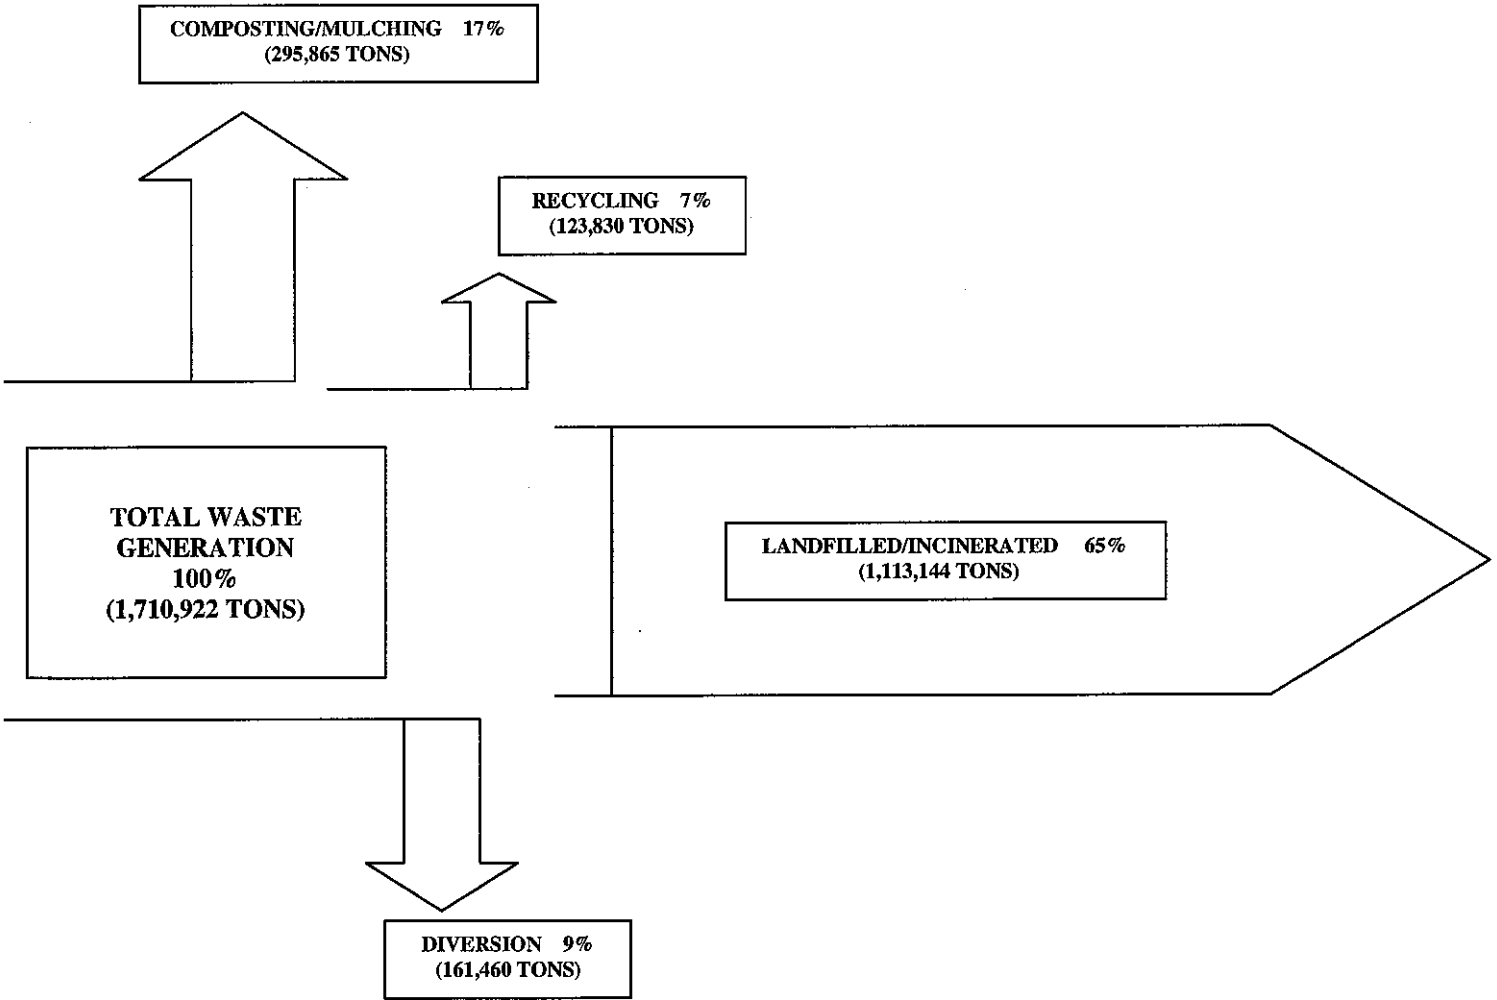 COMPOSTING/MULCHING 17%
(295,865 TONS)
RECYCLING 7%
(123,830 TONS)
TOTAL WASTE
GENERATION
100%
(1,710,922 TONS)
LANDFILLED/INCINERATED 65%
(1,113,144 TONS)
DIVERSION 9%
(161,460 TONS)